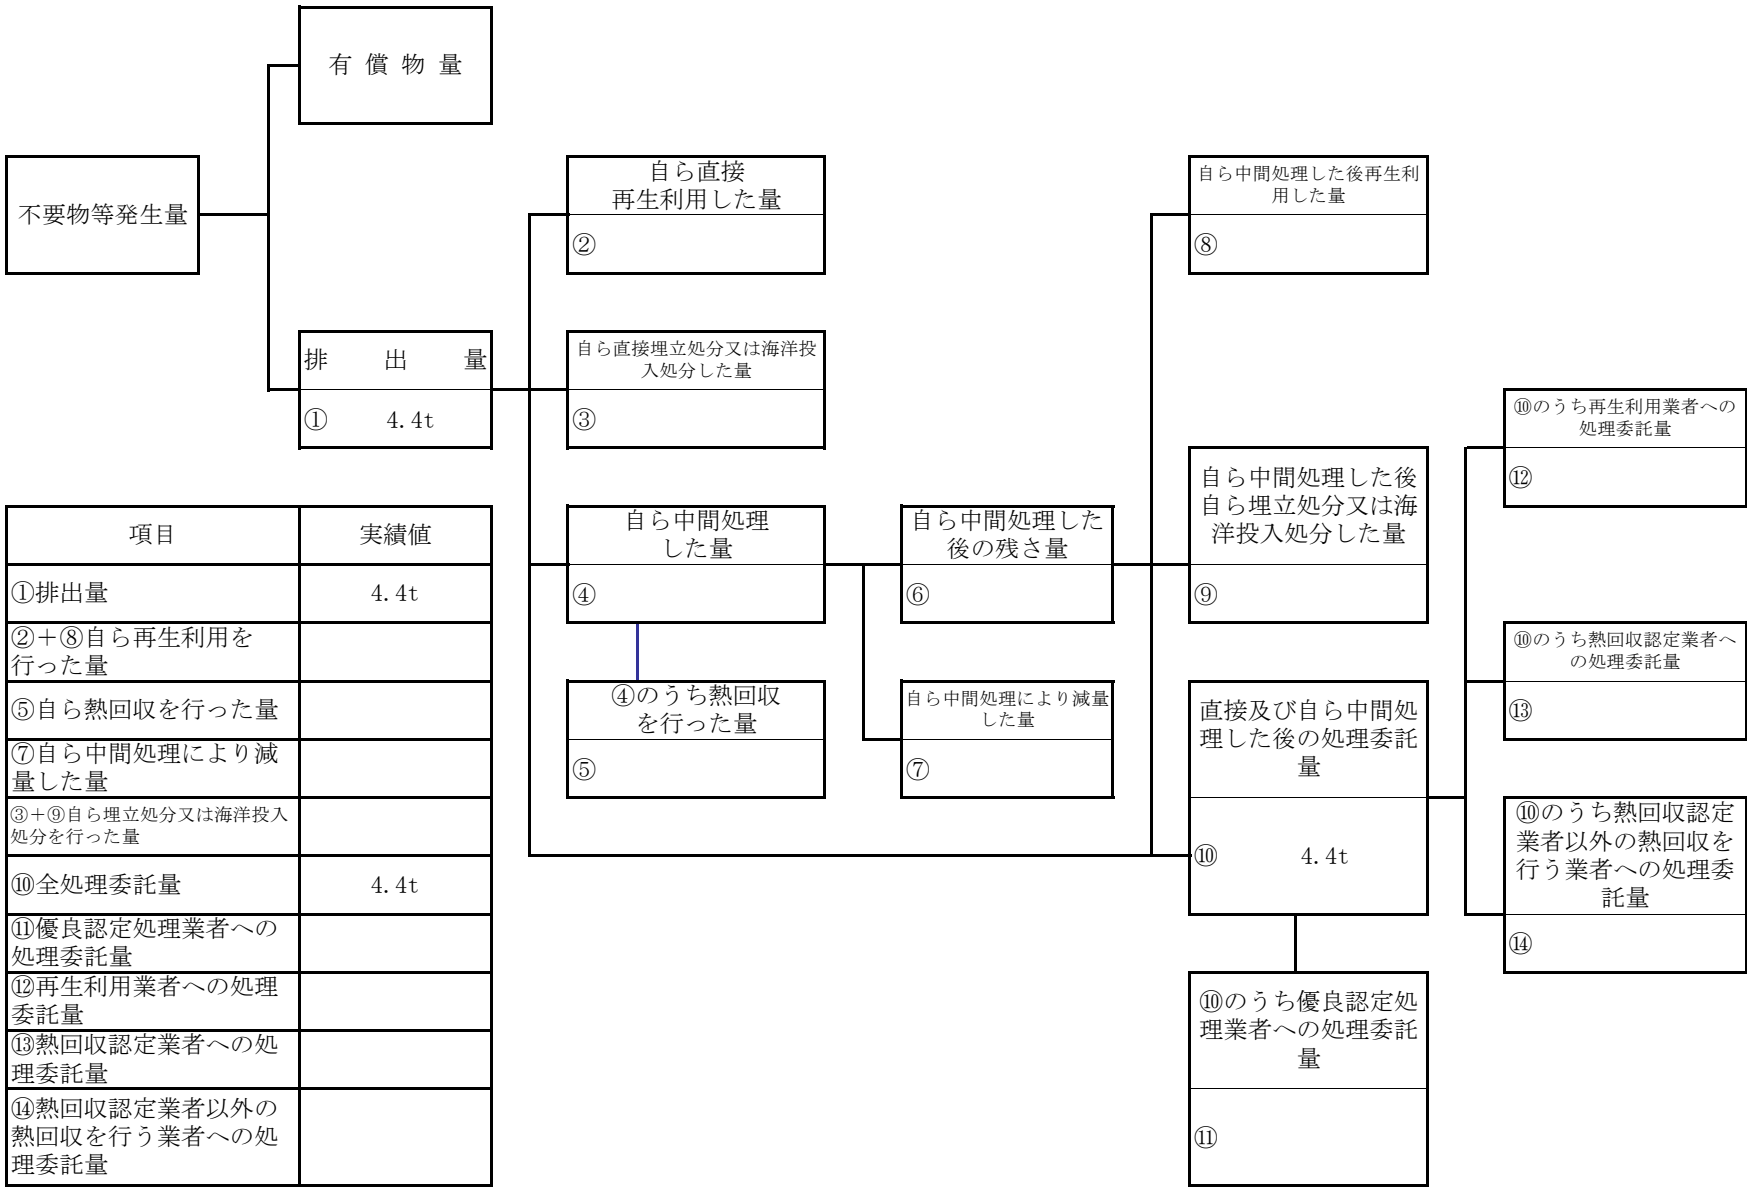 有償物量
不要物等発生量
排出量
① 4.4t
自ら直接
再生利用した量
②
自ら直接埋立処分又は海洋投
入処分した量
③
自ら中間処理
した量
④
④のうち熱回収
を行った量
⑤
自ら中間処理した
後の残さ量
⑥
自ら中間処理により減量
した量
⑦
自ら中間処理した後再生利
用した量
⑧
自ら中間処理した後
自ら埋立処分又は海
洋投入処分した量
⑨
直接及び自ら中間処
理した後の処理委託
量
⑩ 4.4t
⑩のうち優良認定処
理業者への処理委託
量
⑪
⑩のうち再生利用業者への
処理委託量
⑫
⑩のうち熱回収認定業者へ
の処理委託量
⑬
⑩のうち熱回収認定
業者以外の熱回収を
行う業者への処理委
託量
⑭
項目 実績値
①排出量 4.4t
②＋⑧自ら再生利用を
行った量
⑤自ら熱回収を行った量
⑦自ら中間処理により減
量した量
③＋⑨自ら埋立処分又は海洋投入
処分を行った量
⑩全処理委託量 4.4t
⑪優良認定処理業者への
処理委託量
⑫再生利用業者への処理
委託量
⑬熱回収認定業者への処
理委託量
⑭熱回収認定業者以外の
熱回収を行う業者への処
理委託量